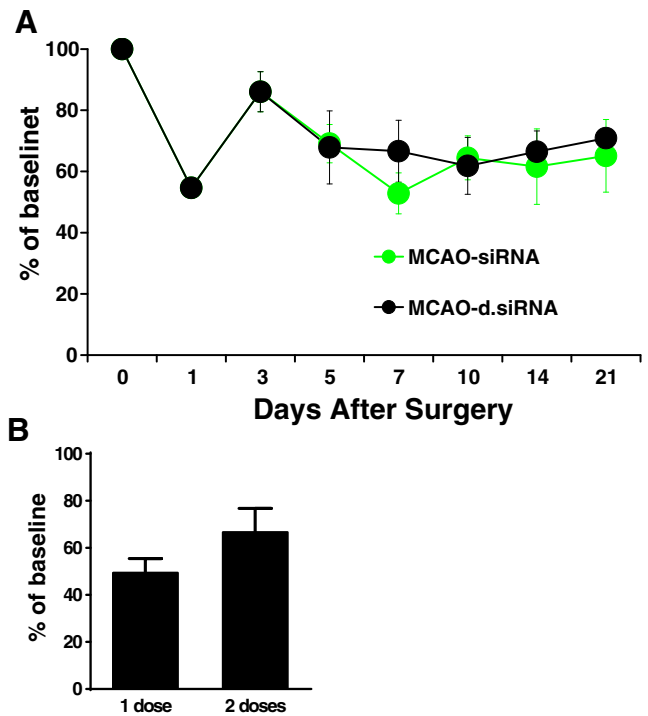 A
100
80
60
40
20
0
% of baselinet
MCAO-siRNA
MCAO-d.siRNA
0 1 3 5 7 10 14 21
Days After Surgery
B
100
80
60
40
20
0
% of baseline
1 dose 2 doses